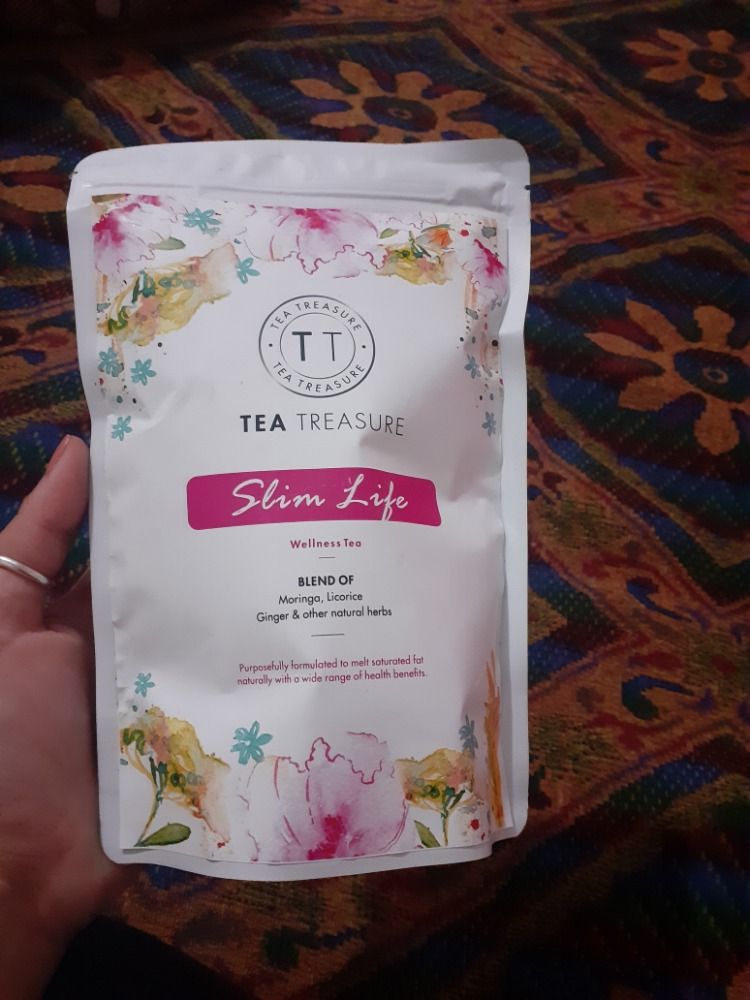 TEA TREASURE
TT
TEA TREASURE
TEA TREASURE
Slim Life
Wellness Tea
BLEND OF
Moringa, Licorice
Ginger & other natural herbs
Purposefully formulated to melt saturated fat
naturally with a wide range of health benefits.